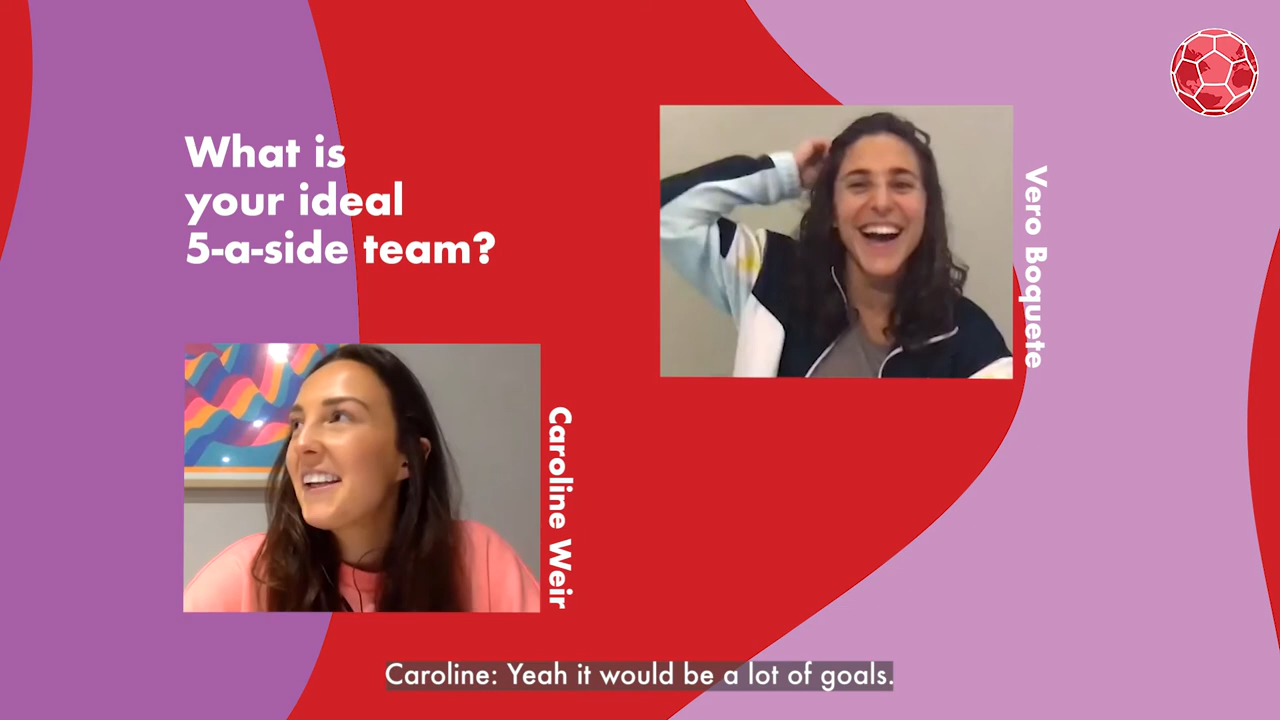 What is
your ideal
5-a-side team?
Vero Boquete
Caroline Weir
Caroline: Yeah it would be a lot of goals.